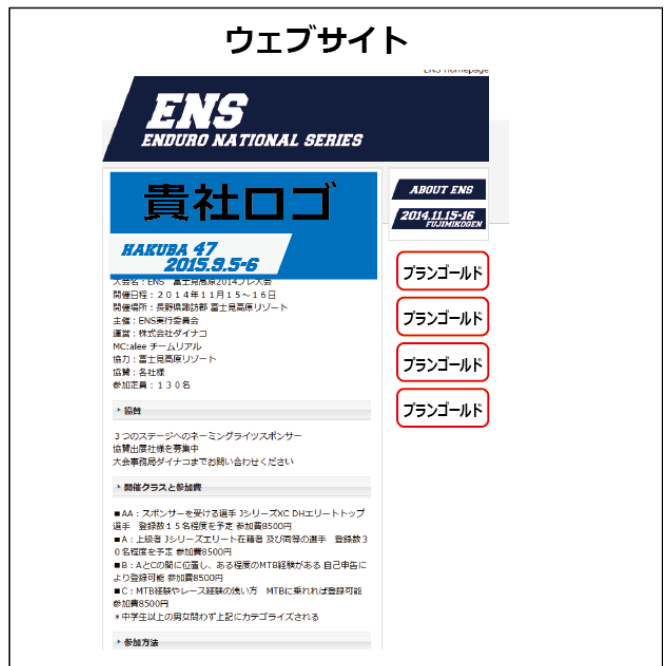 ウェブサイト
ENS homepage
ENS
ENDURO NATIONAL SERIES
貴社ロゴ
HAKUBA 47
2015.9.5-6
ABOUT ENS
2014.11.15-16
FUJIMIKOGEN
プランゴールド
プランゴールド
プランゴールド
プランゴールド
大会名：ENS 富士見高原2014プレ大会
開催日程：２０１４年１１月１５～１６日
開催場所：長野県諏訪郡 富士見高原リゾート
主催：ENS実行委員会
運営：株式会社ダイナコ
MC:alee チームリアル
協力：富士見高原リゾート
協賛：各社様
参加定員：１３０名
協賛
３つのステージへのネーミングライツスポンサー
協賛出展社様を募集中
大会事務局ダイナコまでお問い合わせください
開催クラスと参加費
■AA：スポンサーを受ける選手 Jシリーズ XC DHエリートトップ
選手　登録数１５名程度を予定 参加費8500円
■A：上級者 Jシリーズエリート在籍者 及び同等の選手　登録数３
０名程度を予定 参加費8500円
■B：AとCの間に位置し、ある程度のMTB経験がある 自己申告に
より登録可能 参加費8500円
■C：MTB経験やレース経験の浅い方　MTBに乗れれば登録可能
参加費8500円
＊中学生以上の男女問わず上記にカテゴライズされる
参加方法